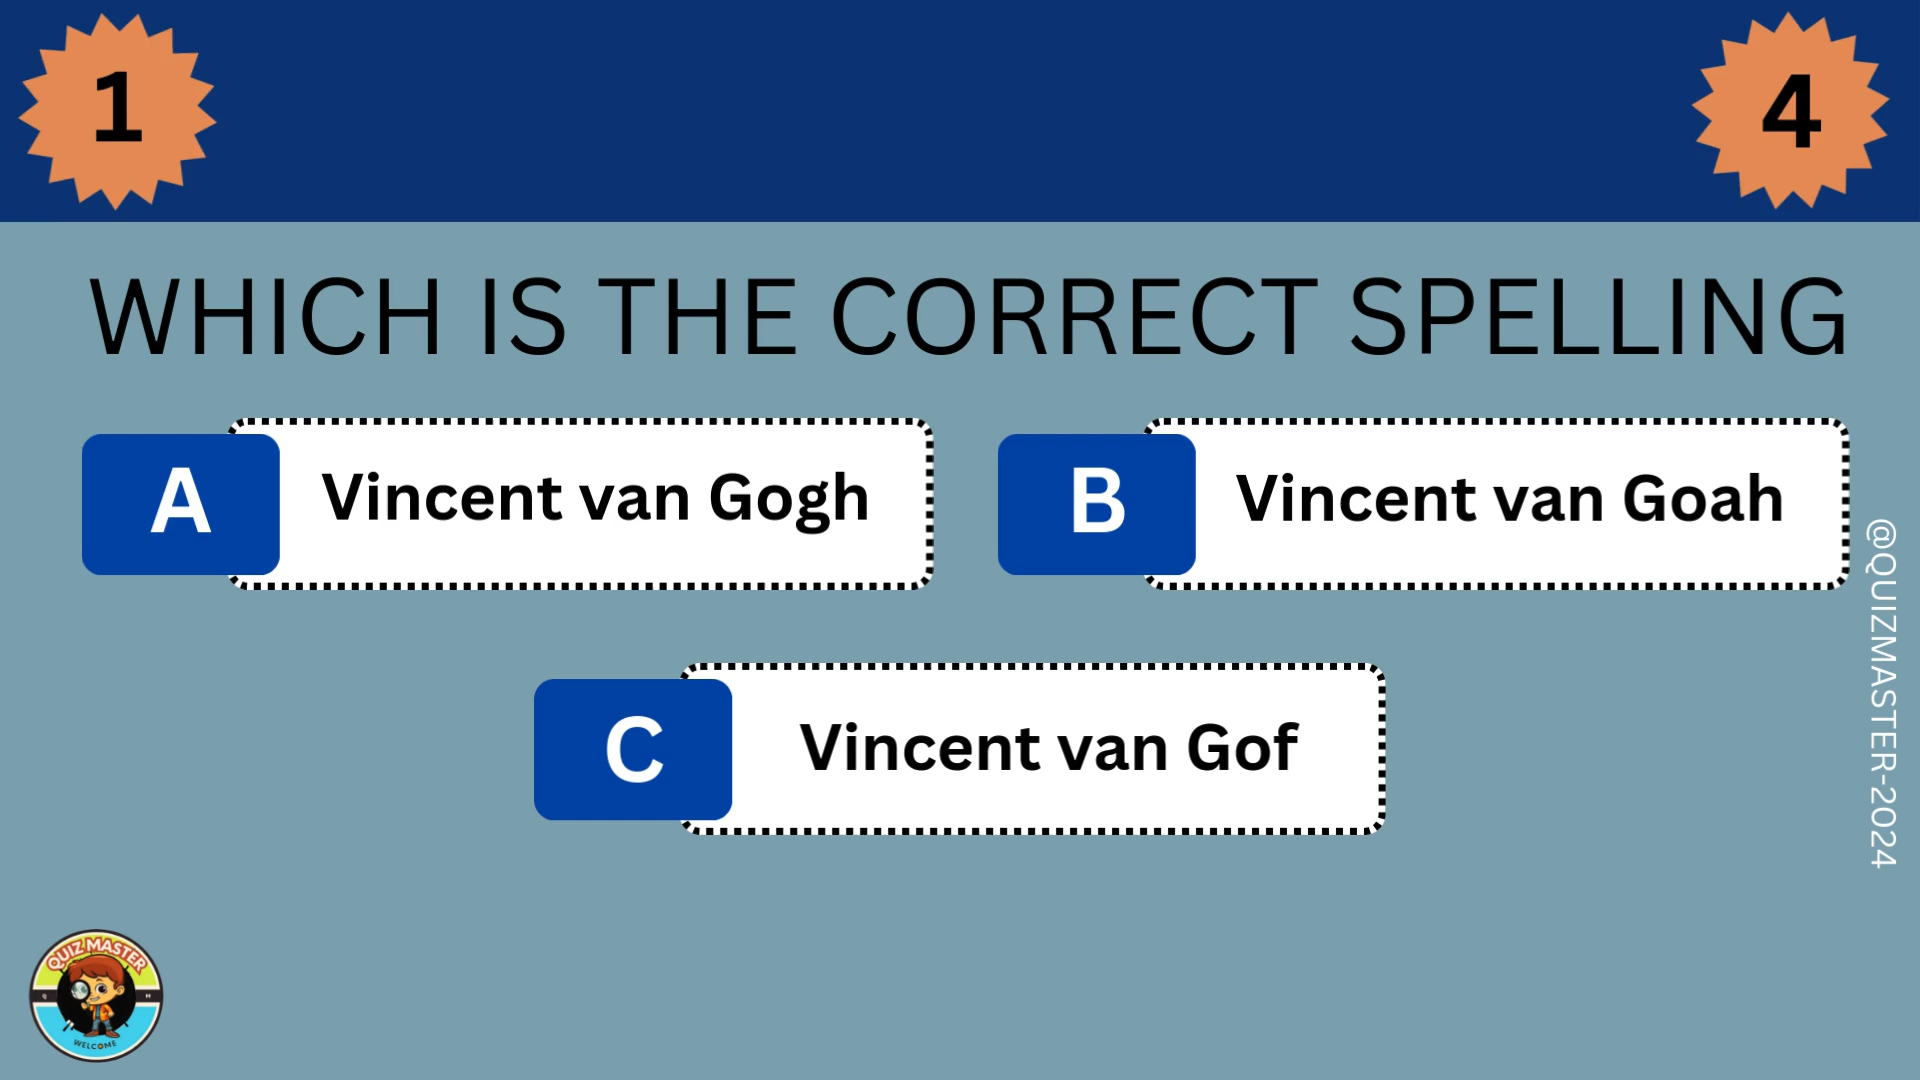 1
4
WHICH IS THE CORRECT SPELLING
A
Vincent van Gogh
B
Vincent van Goah
C
Vincent van Gof
@QUIZMASTER-2024
QUIZ MASTER
Q
M
WELCOME